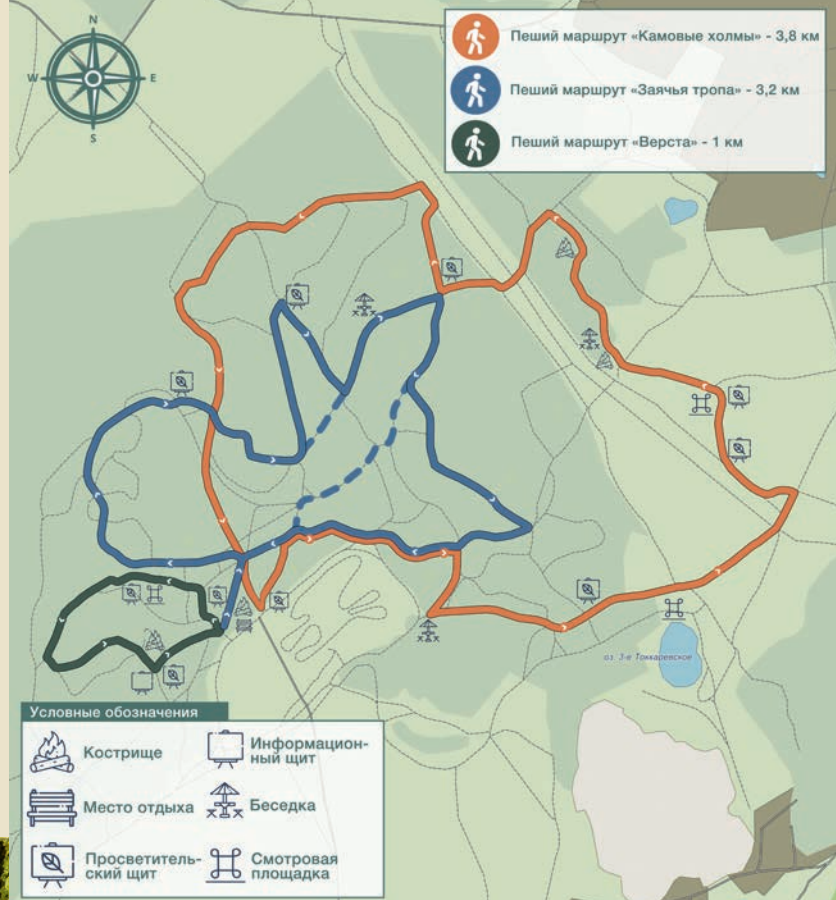 N
W
E
S
Пеший маршрут «Камовые холмы» - 3,8 км
Пеший маршрут «Заячья тропа» - 3,2 км
Пеший маршрут «Верста» - 1 км
оз. 3-е Токкаревское
Условные обозначения
Кострище
Информацион-
ный щит
Место отдыха
Беседка
Просветитель-
ский щит
Смотровая
площадка